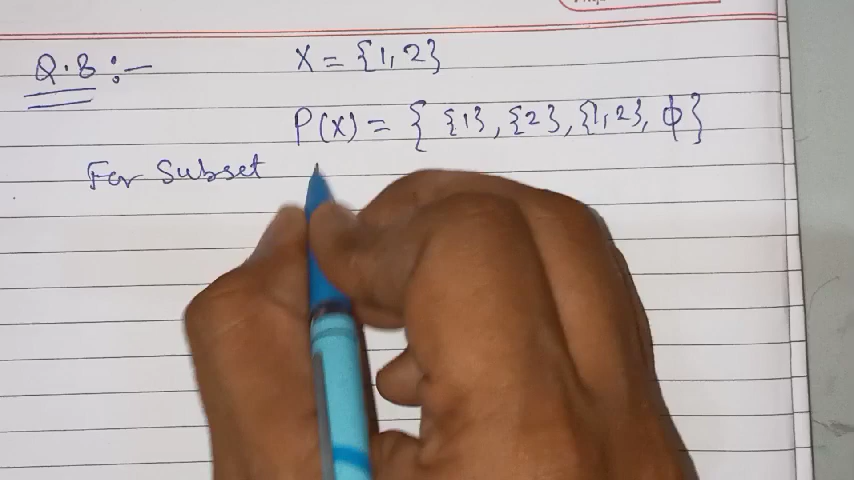 Q.8 :- X = {1,2}
P(X) = { {1}, {2}, {1,2}, ϕ}
For Subset